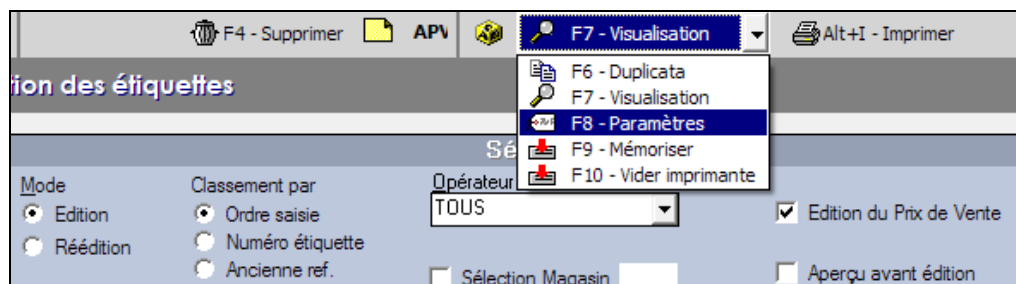 F4 - Supprimer APV F7 - Visualisation Alt+I - Imprimer
F6 - Duplicata
tion des étiquettes
F7 - Visualisation
F8 - Paramètres
F9 - Mémoriser
F10 - Vider imprimante
Mode Classement par Opérateur
Edition Ordre saisie TOUS Edition du Prix de Vente
Réédition Numéro étiquette
Ancienne ref. Sélection Magasin Aperçu avant édition